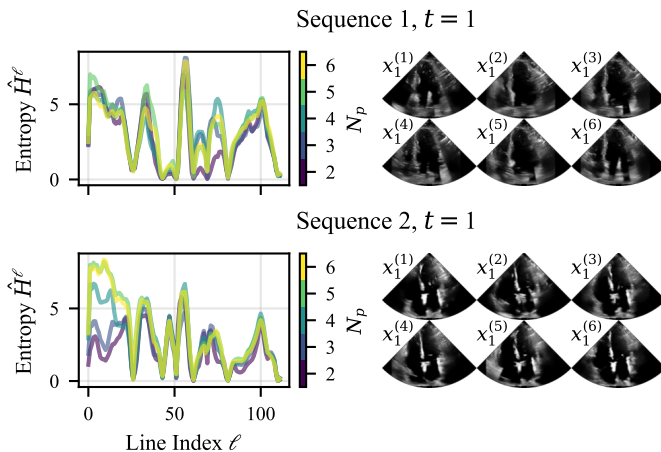 Sequence 1, t = 1
Entropy Ĥ^ℓ
5
0
6
5
4
3
2
N_p
x_1^(1) x_1^(2) x_1^(3)
x_1^(4) x_1^(5) x_1^(6)
Sequence 2, t = 1
Entropy Ĥ^ℓ
5
0
0 50 100
Line Index ℓ
6
5
4
3
2
N_p
x_1^(1) x_1^(2) x_1^(3)
x_1^(4) x_1^(5) x_1^(6)